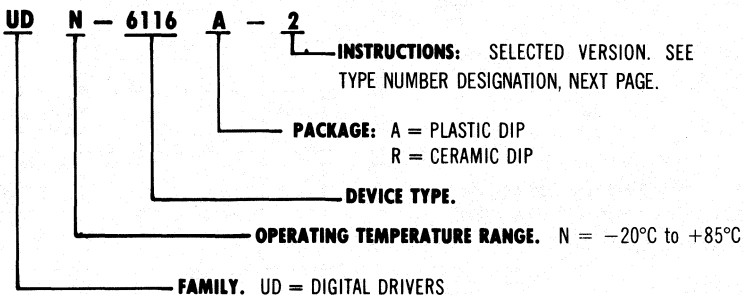 UD N – 6116 A – 2
INSTRUCTIONS: SELECTED VERSION. SEE
TYPE NUMBER DESIGNATION, NEXT PAGE.
PACKAGE: A = PLASTIC DIP
R = CERAMIC DIP
DEVICE TYPE.
OPERATING TEMPERATURE RANGE. N = −20°C to +85°C
FAMILY. UD = DIGITAL DRIVERS